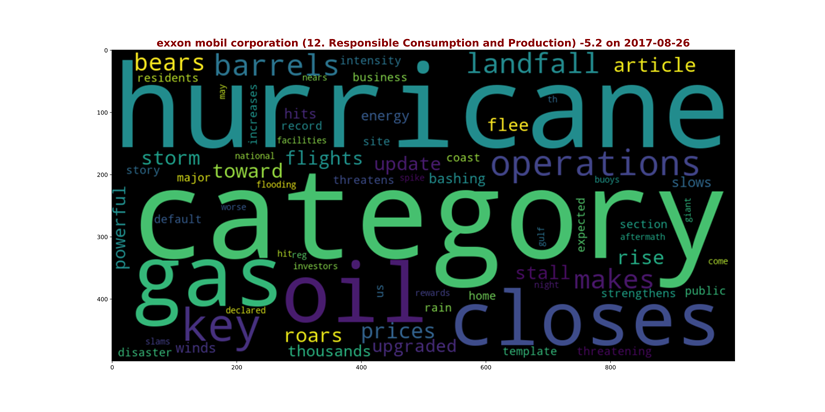 exxon mobil corporation (12. Responsible Consumption and Production) -5.2 on 2017-08-26
0
100
200
300
400
0
200
400
600
800
bears
barrels
intensity
landfall
article
residents
nears
business
hurricane
may
increases
hits
record
energy
flee
th
facilities
site
storm
national
flights
update
coast
operations
story
major
toward
flooding
threatens
spike
bashing
buoys
slows
powerful
category
default
worse
gulf
expected
section
aftermath
giant
hit
reg
investors
rise
come
gas
oil
us
stall
night
makes
rewards
home
strengthens
public
declared
rain
closes
key
roars
prices
slams
winds
disaster
thousands
upgraded
template
threatening